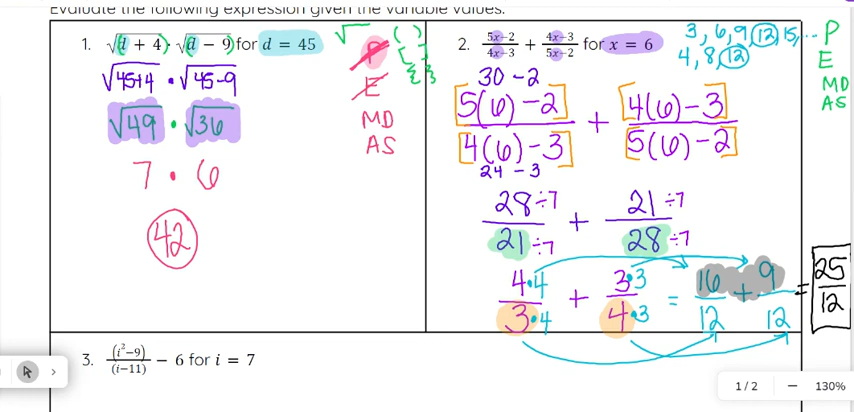 Evaluate the following expression given the variable values.
1. √(d + 4) · √(d − 9) for d = 45
√45+4 · √45-9
√49 · √36
7 · 6
42
√ ( )
[ ]
{ }
P
E
MD
AS
2. 5x−2/4x−3 + 4x−3/5x−2 for x = 6
3, 6, 9, 12, 15, ...
4, 8, 12
P
E
MD
AS
30 - 2
[5(6) - 2] / [4(6) - 3] + [4(6) - 3] / [5(6) - 2]
24 - 3
28÷7 / 21÷7 + 21÷7 / 28÷7
4·4 / 3·4 + 3·3 / 4·3 = 16/12 + 9/12 = 25/12
3. (i²−9)/(i−11) − 6 for i = 7
1 / 2 − 130%